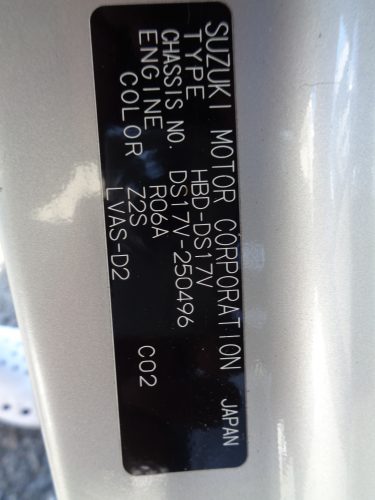 SUZUKI MOTOR CORPORATION JAPAN
TYPE HBD-DS17V
CHASSIS NO. DS17V-250496
ENGINE R06A
COLOR Z2S C02
LVAS-D2